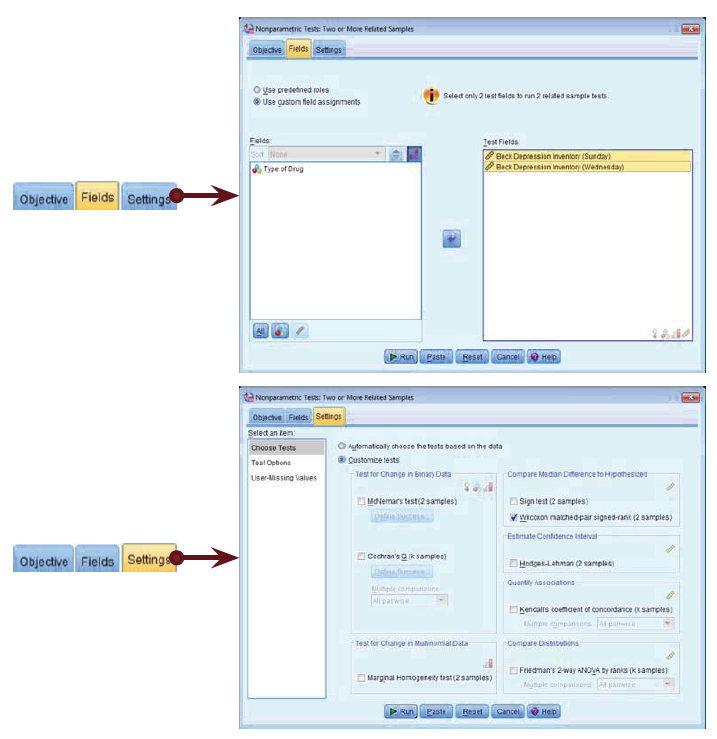 Nonparametric Tests: Two or More Related Samples
Objective Fields Settings
Use predefined roles
Use custom field assignments
Select only 2 test fields to run 2 related sample tests.
Fields:
Sort: None
Type of Drug
Test Fields:
Beck Depression Inventory (Sunday)
Beck Depression Inventory (Wednesday)
All
Run Paste Reset Cancel Help
Objective Fields Settings
Nonparametric Tests: Two or More Related Samples
Objective Fields Settings
Select an item:
Choose Tests
Test Options
User-Missing Values
Automatically choose the tests based on the data
Customize tests
Test for Change in Binary Data
McNemar's test (2 samples)
Define Success...
Cochran's Q (k samples)
Define Success...
Multiple comparisons:
All pairwise
Test for Change in Multinomial Data
Marginal Homogeneity test (2 samples)
Compare Median Difference to Hypothesized
Sign test (2 samples)
Wilcoxon matched-pair signed-rank (2 samples)
Estimate Confidence Interval
Hodges-Lehman (2 samples)
Quantify Associations
Kendall's coefficient of concordance (k samples)
Multiple comparisons: All pairwise
Compare Distributions
Friedman's 2-way ANOVA by ranks (k samples)
Multiple comparisons: All pairwise
Run Paste Reset Cancel Help
Objective Fields Settings